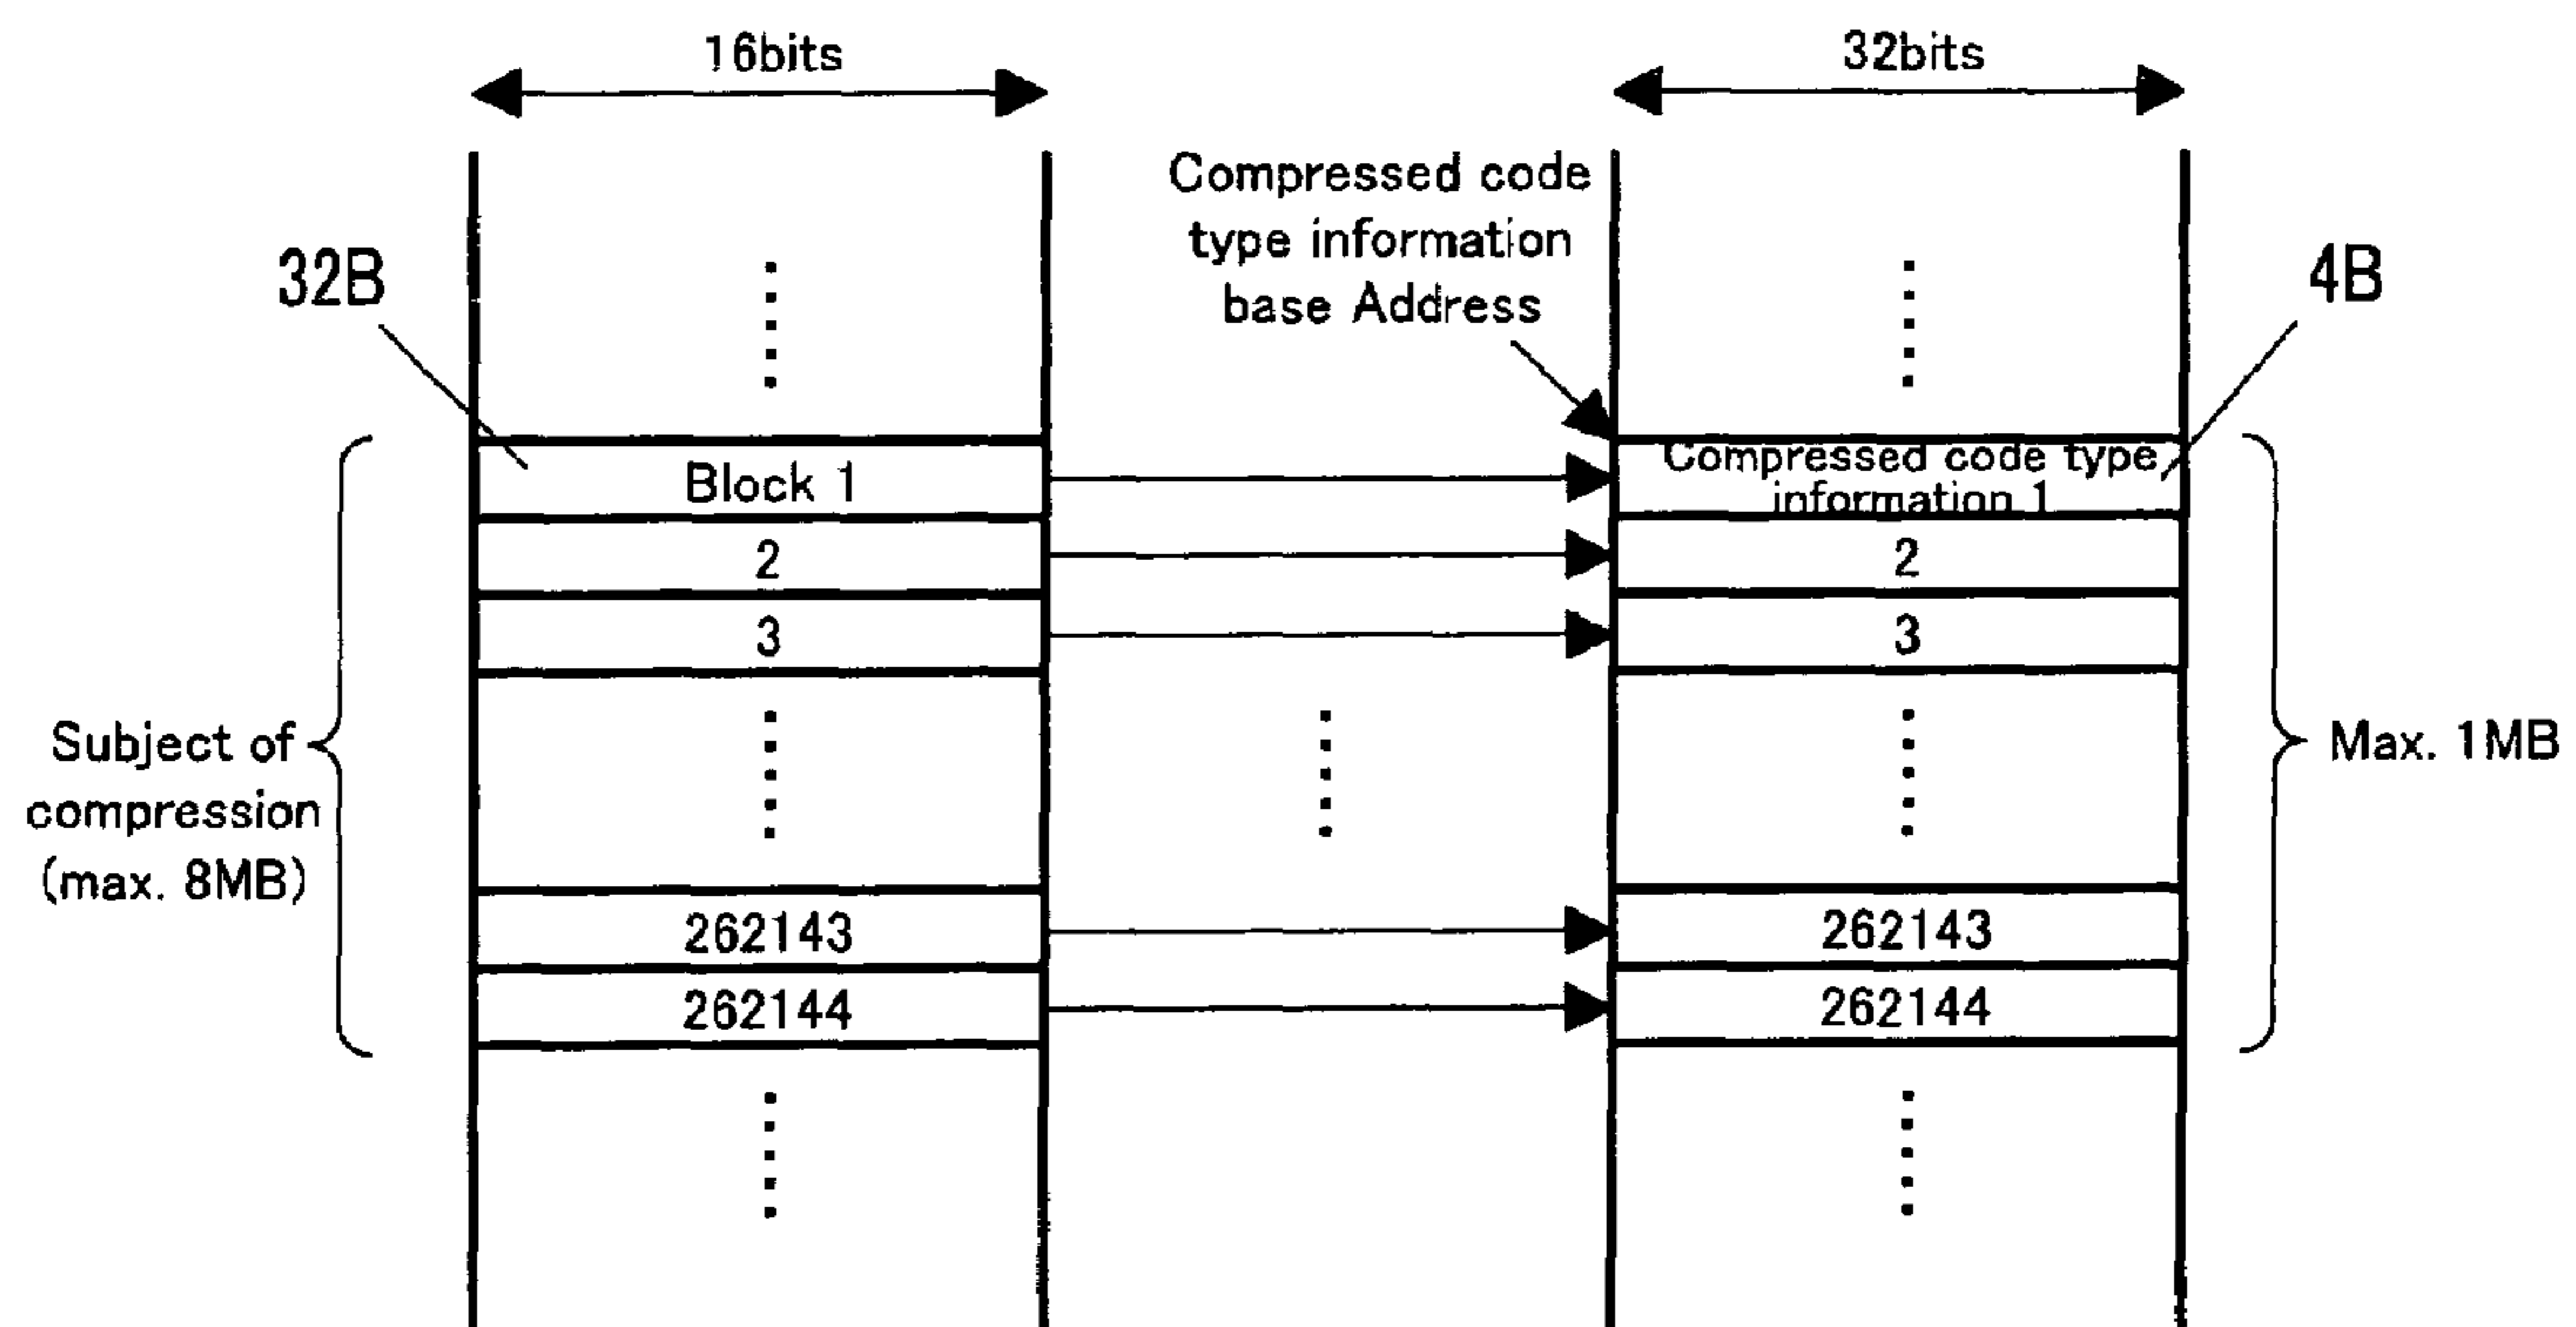 16bits
32bits
Compressed code
type information
base Address
32B
4B
Block 1
Compressed code type
information 1
2
2
3
3
Subject of
compression
(max. 8MB)
Max. 1MB
262143
262143
262144
262144